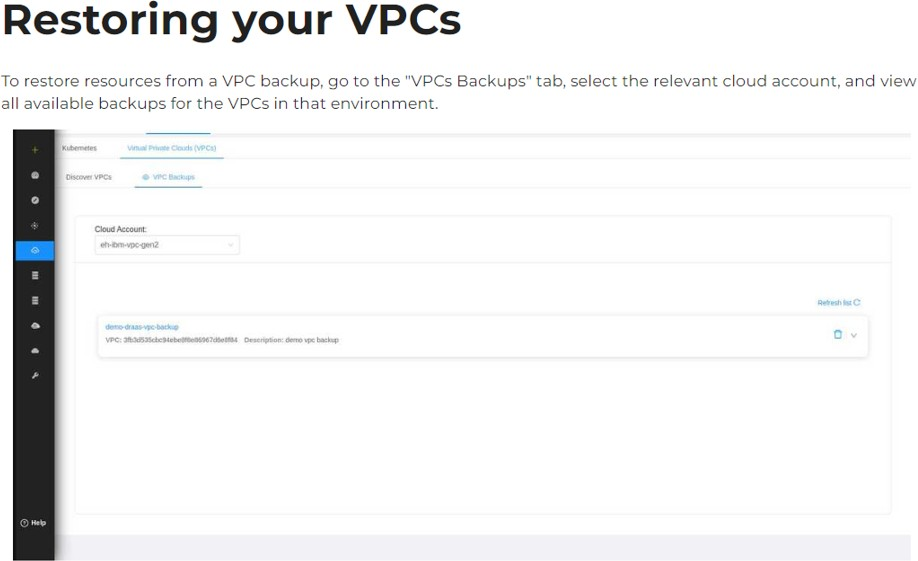 Restoring your VPCs
To restore resources from a VPC backup, go to the "VPCs Backups" tab, select the relevant cloud account, and view
all available backups for the VPCs in that environment.
Kubernetes Virtual Private Clouds (VPCs)
Discover VPCs VPC Backups
Cloud Account:
eh-ibm-vpc-gen2
Refresh list
demo-drazo-vpc-backup
VPC: Description: demo vpc backup
Help